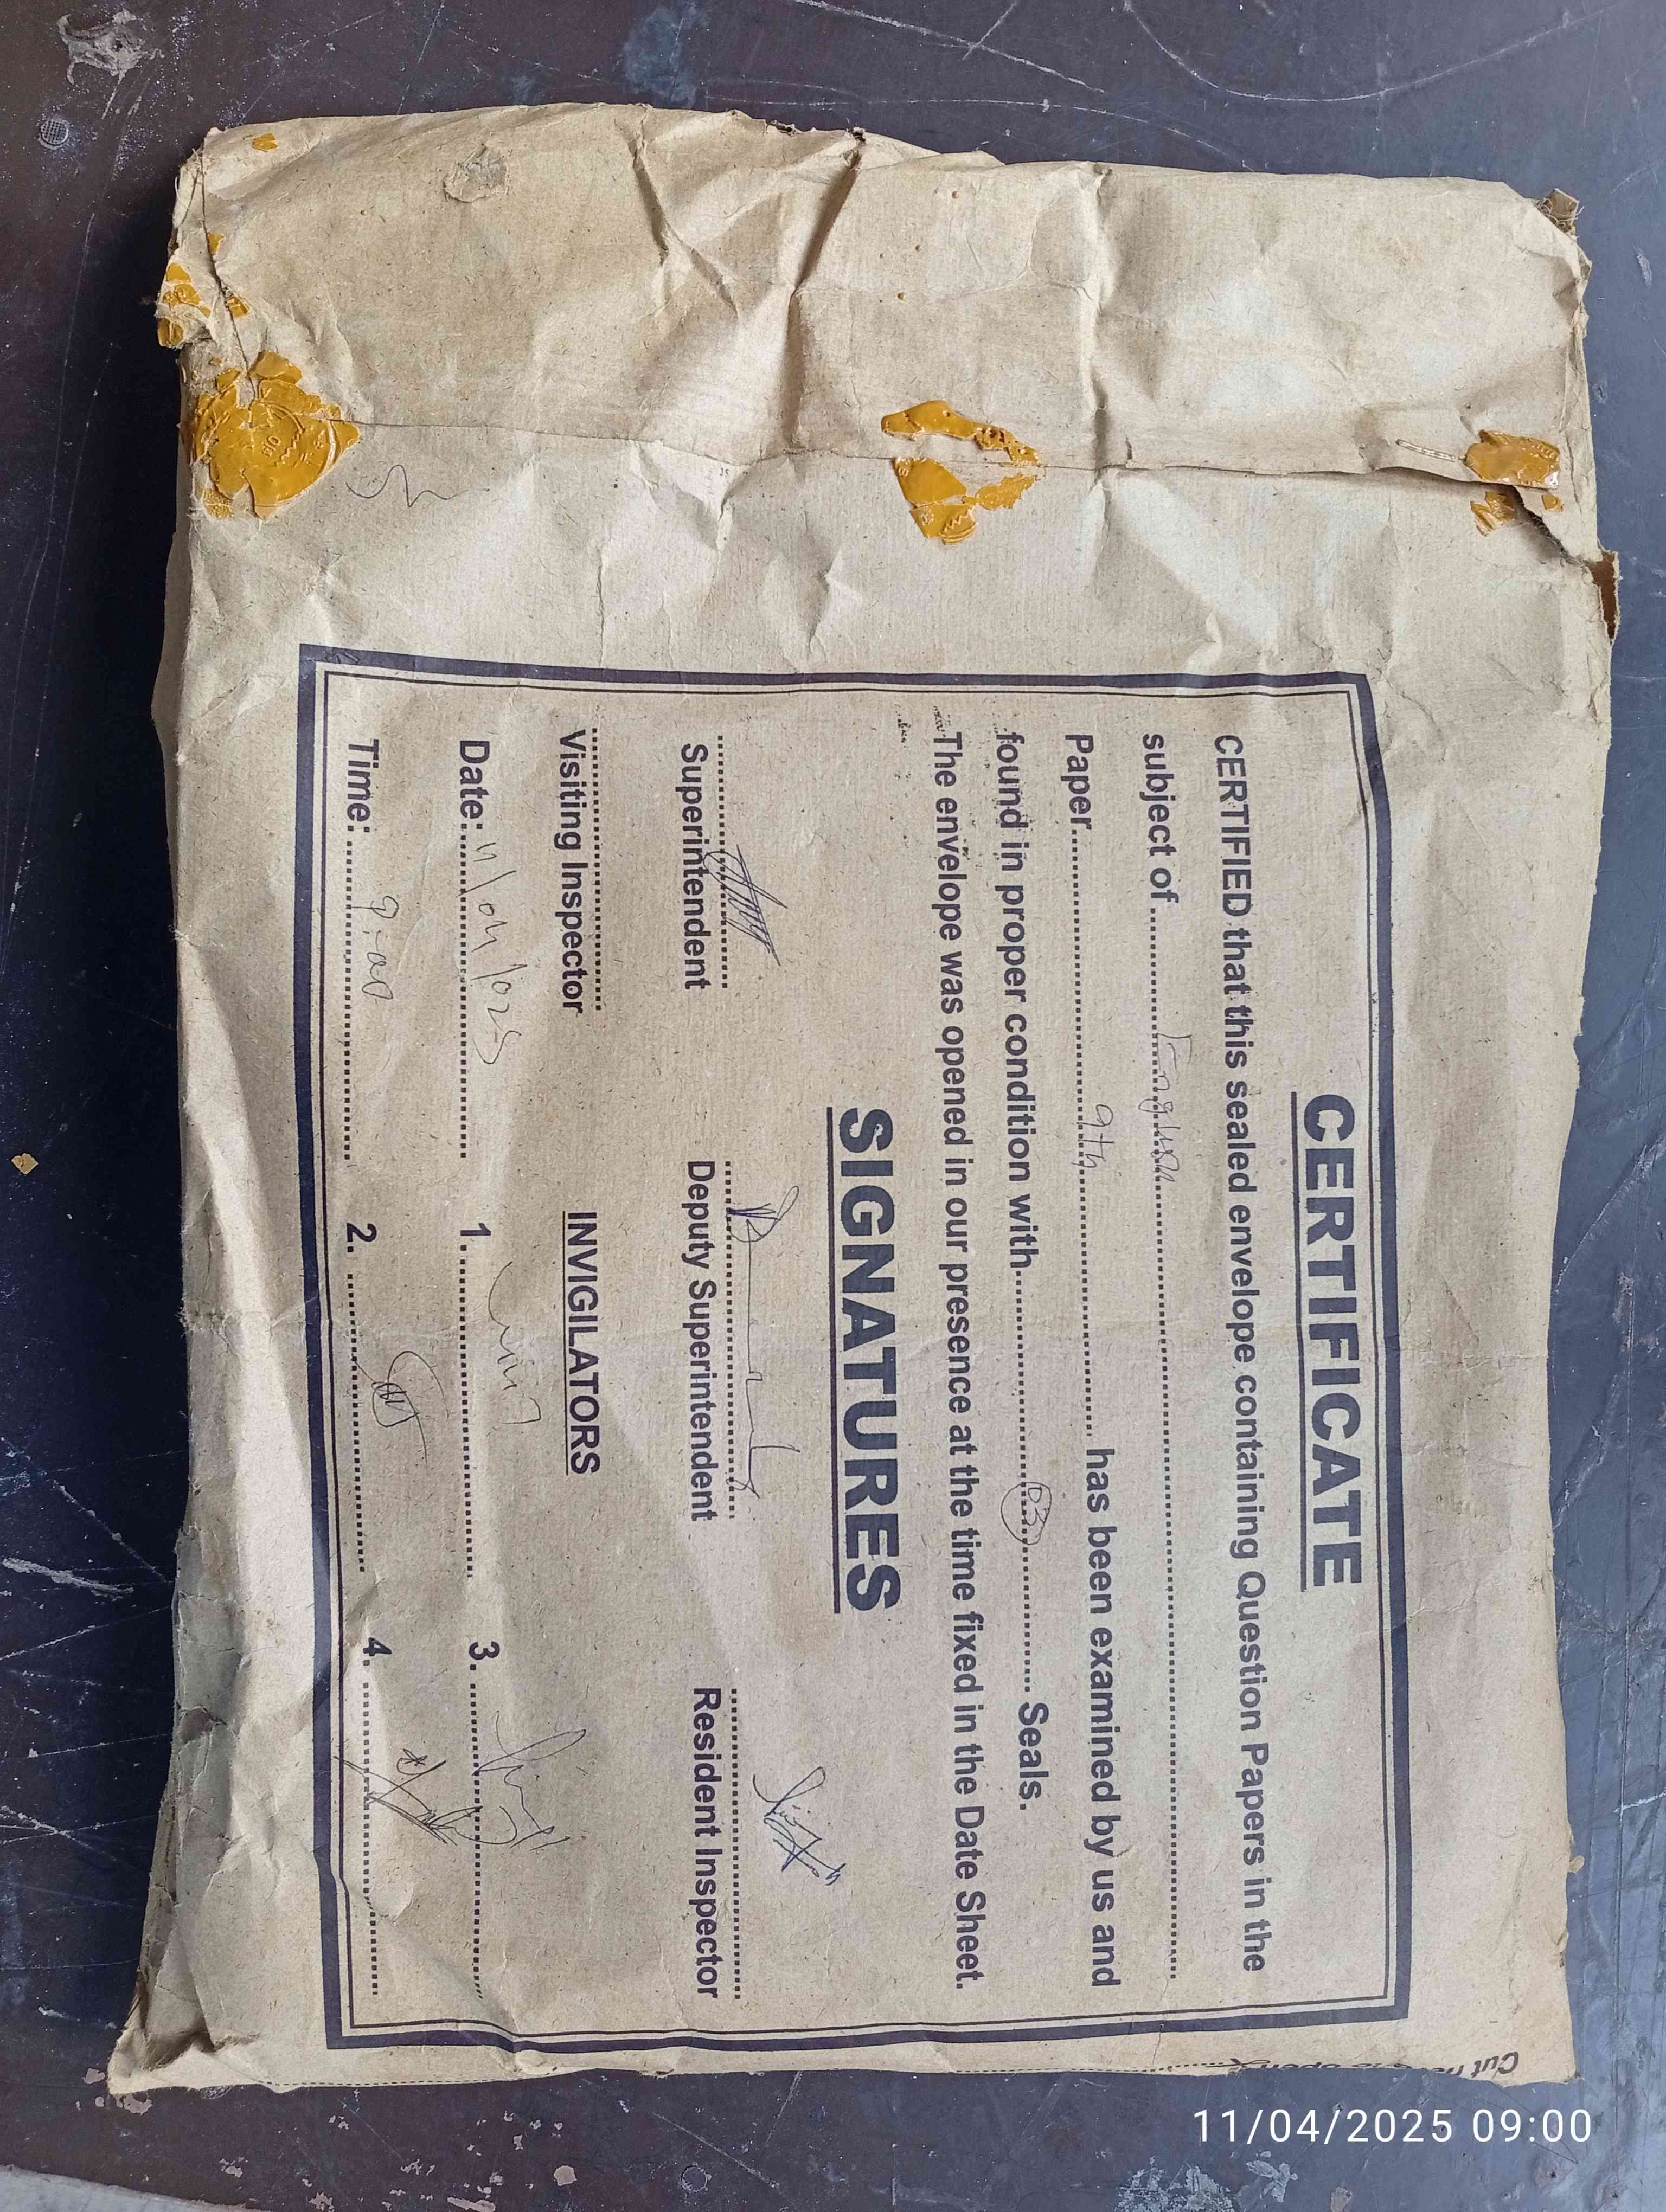 CERTIFICATE
CERTIFIED that this sealed envelope containing Question Papers in the
subject of .......... English ..........
Paper .......... 9th .......... has been examined by us and
found in proper condition with .......... 03 .......... Seals.
The envelope was opened in our presence at the time fixed in the Date Sheet.
SIGNATURES
Superintendent Deputy Superintendent Resident Inspector
Visiting Inspector INVIGILATORS
Date: 11/04/025 1. 3.
Time: 9:00 2. 4.
Cut
11/04/2025 09:00